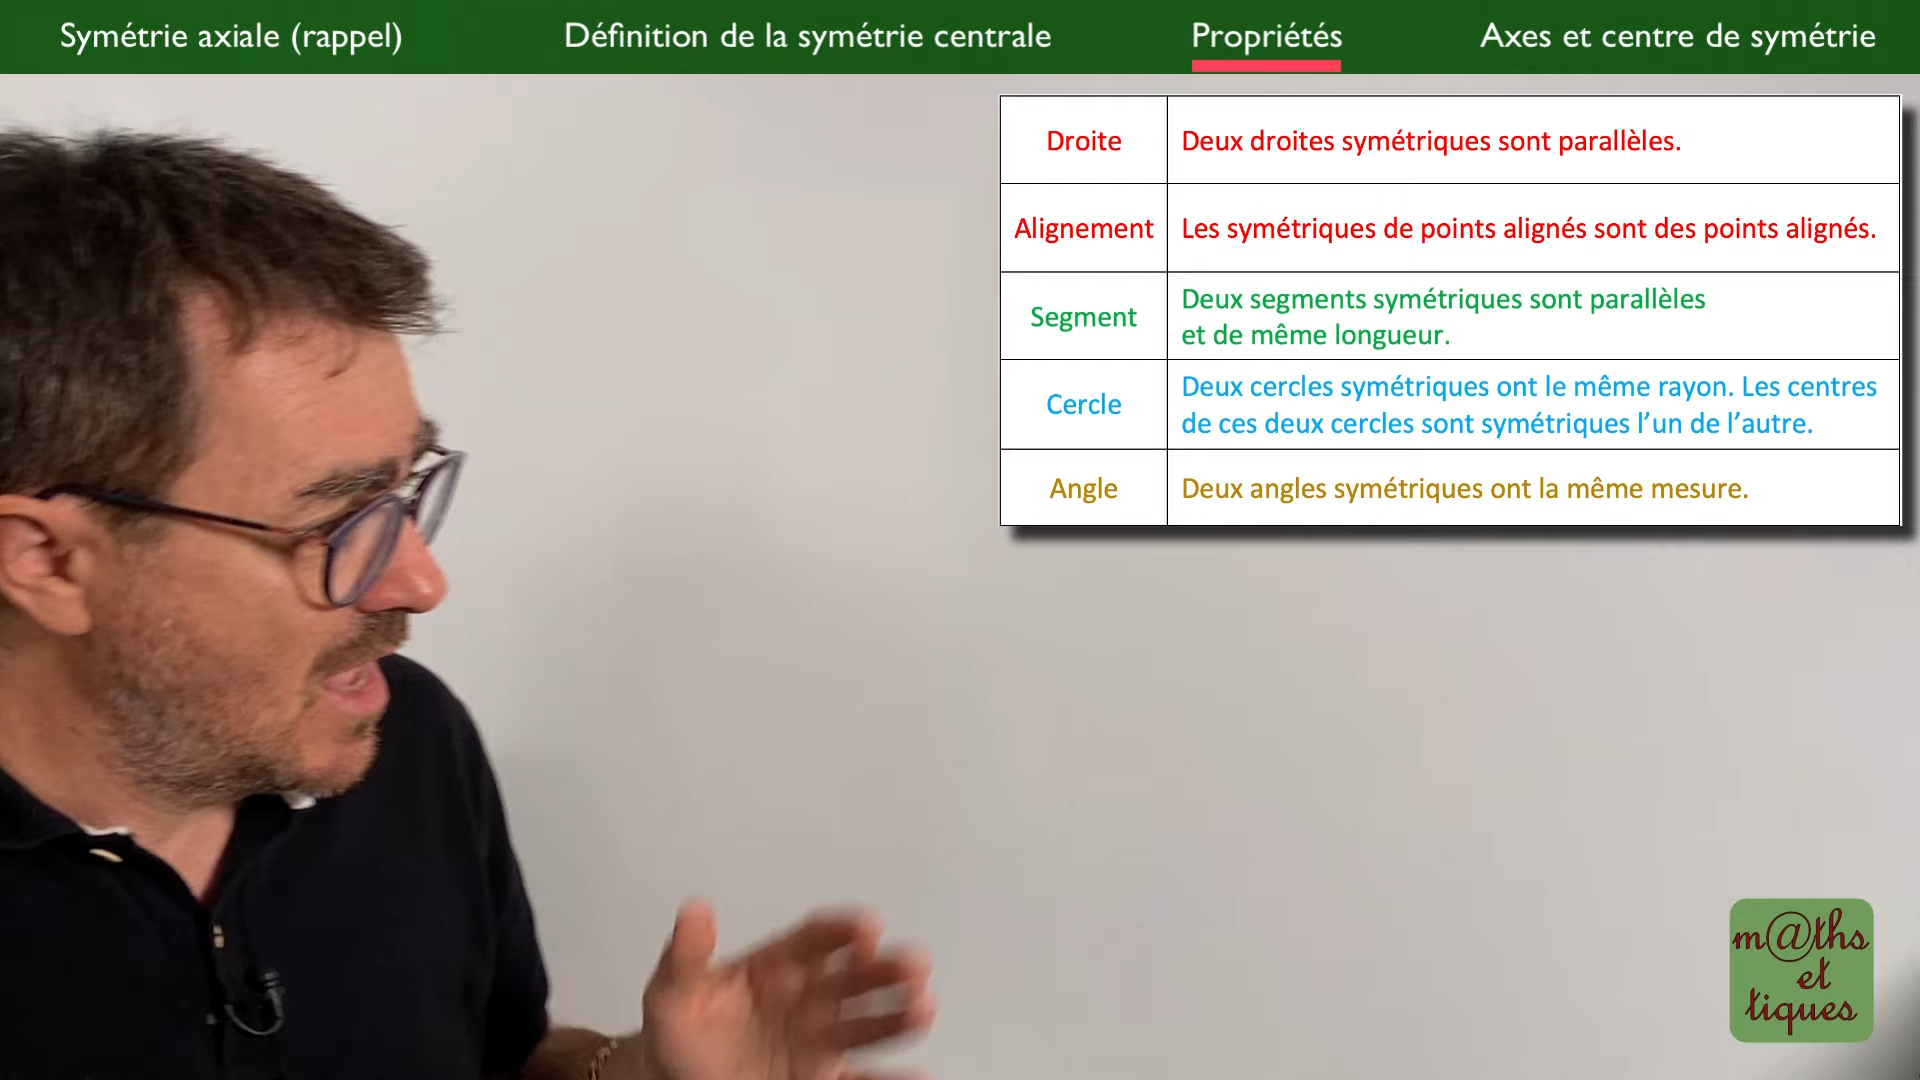 Symétrie axiale (rappel)
Définition de la symétrie centrale
Propriétés
Axes et centre de symétrie
Droite
Deux droites symétriques sont parallèles.
Alignement
Les symétriques de points alignés sont des points alignés.
Segment
Deux segments symétriques sont parallèles
et de même longueur.
Cercle
Deux cercles symétriques ont le même rayon. Les centres
de ces deux cercles sont symétriques l’un de l’autre.
Angle
Deux angles symétriques ont la même mesure.
m@ths
et
tiques